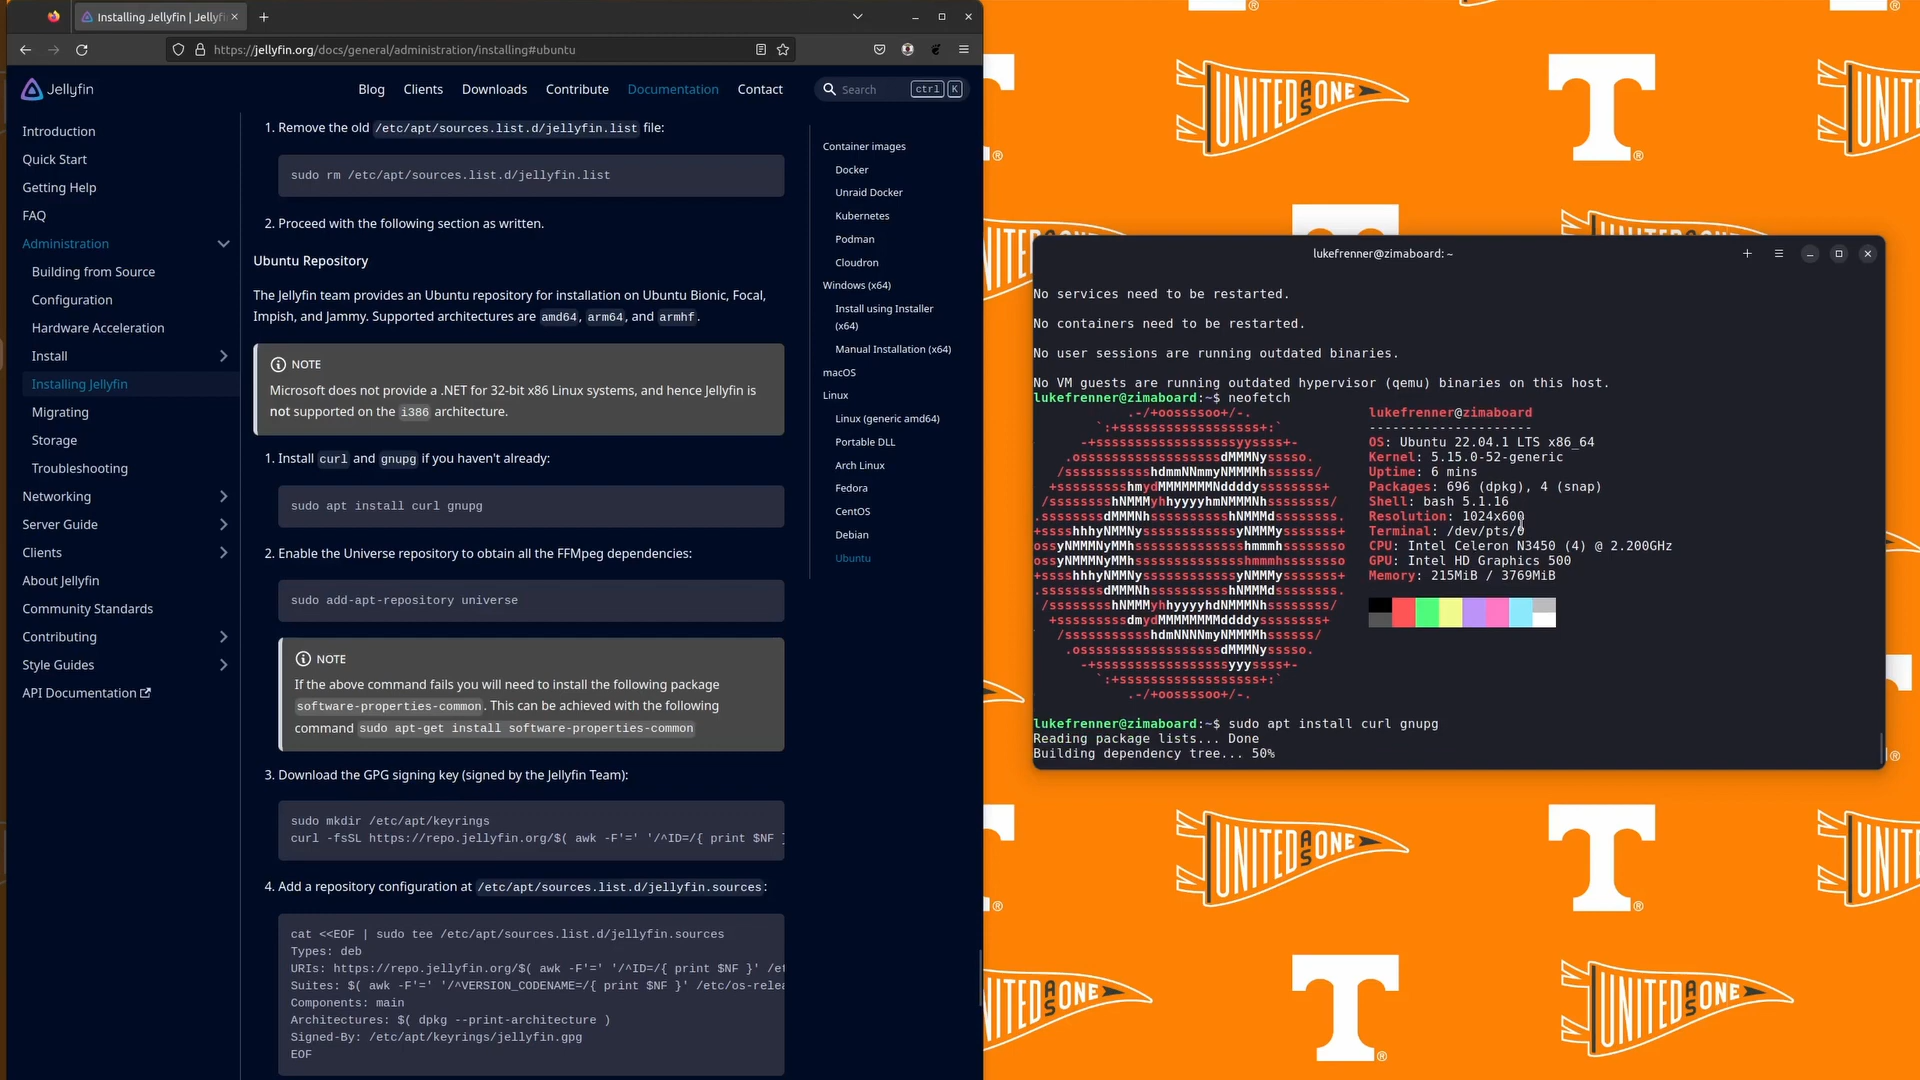 Installing Jellyfin | Jellyfi
https://jellyfin.org/docs/general/administration/installing#ubuntu
Jellyfin
Blog
Clients
Downloads
Contribute
Documentation
Contact
Search
ctrl
K
Introduction
Quick Start
Getting Help
FAQ
Administration
Building from Source
Configuration
Hardware Acceleration
Install
Installing Jellyfin
Migrating
Storage
Troubleshooting
Networking
Server Guide
Clients
About Jellyfin
Community Standards
Contributing
Style Guides
API Documentation
1. Remove the old /etc/apt/sources.list.d/jellyfin.list file:
sudo rm /etc/apt/sources.list.d/jellyfin.list
2. Proceed with the following section as written.
Ubuntu Repository
The Jellyfin team provides an Ubuntu repository for installation on Ubuntu Bionic, Focal,
Impish, and Jammy. Supported architectures are amd64, arm64, and armhf.
NOTE
Microsoft does not provide a .NET for 32-bit x86 Linux systems, and hence Jellyfin is
not supported on the i386 architecture.
1. Install curl and gnupg if you haven't already:
sudo apt install curl gnupg
2. Enable the Universe repository to obtain all the FFMpeg dependencies:
sudo add-apt-repository universe
NOTE
If the above command fails you will need to install the following package
software-properties-common. This can be achieved with the following
command sudo apt-get install software-properties-common
3. Download the GPG signing key (signed by the Jellyfin Team):
sudo mkdir /etc/apt/keyrings
curl -fsSL https://repo.jellyfin.org/$( awk -F'=' '/^ID=/{ print $NF }
4. Add a repository configuration at /etc/apt/sources.list.d/jellyfin.sources:
cat <<EOF | sudo tee /etc/apt/sources.list.d/jellyfin.sources
Types: deb
URIs: https://repo.jellyfin.org/$( awk -F'=' '/^ID=/{ print $NF }' /et
Suites: $( awk -F'=' '/^VERSION_CODENAME=/{ print $NF }' /etc/os-relea
Components: main
Architectures: $( dpkg --print-architecture )
Signed-By: /etc/apt/keyrings/jellyfin.gpg
EOF
Container images
Docker
Unraid Docker
Kubernetes
Podman
Cloudron
Windows (x64)
Install using Installer
(x64)
Manual Installation (x64)
macOS
Linux
Linux (generic amd64)
Portable DLL
Arch Linux
Fedora
CentOS
Debian
Ubuntu
UNITED AS ONE
T
lukefrenner@zimaboard: ~
No services need to be restarted.
No containers need to be restarted.
No user sessions are running outdated binaries.
No VM guests are running outdated hypervisor (qemu) binaries on this host.
lukefrenner@zimaboard:~$ neofetch
lukefrenner@zimaboard
---------------------
OS: Ubuntu 22.04.1 LTS x86_64
Kernel: 5.15.0-52-generic
Uptime: 6 mins
Packages: 696 (dpkg), 4 (snap)
Shell: bash 5.1.16
Resolution: 1024x600
Terminal: /dev/pts/0
CPU: Intel Celeron N3450 (4) @ 2.200GHz
GPU: Intel HD Graphics 500
Memory: 215MiB / 3769MiB
lukefrenner@zimaboard:~$ sudo apt install curl gnupg
Reading package lists... Done
Building dependency tree... 50%
UNITED AS ONE
T
UNITED AS ONE
T